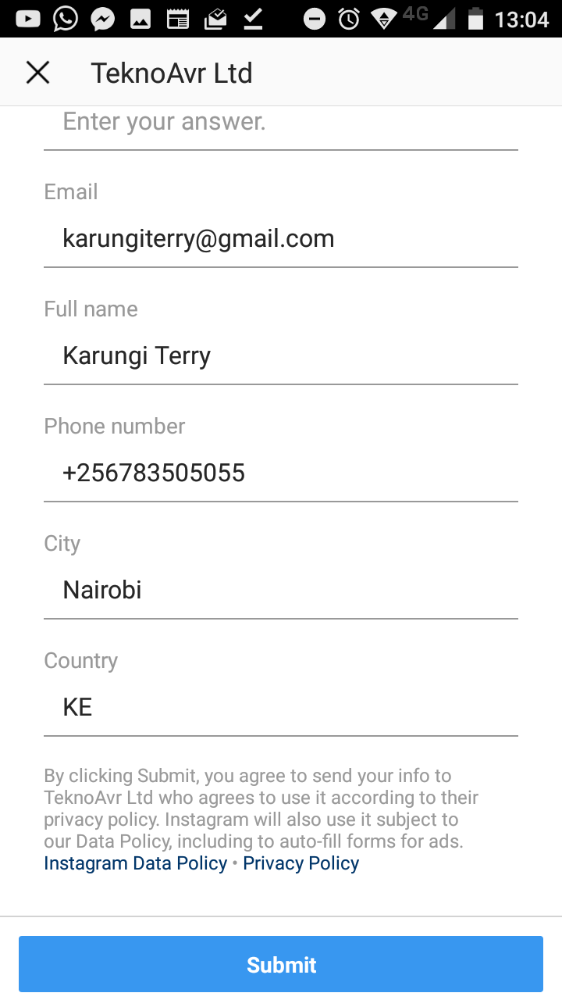 4G 13:04
TeknoAvr Ltd
Enter your answer.
Email
karungiterry@gmail.com
Full name
Karungi Terry
Phone number
+256783505055
City
Nairobi
Country
KE
By clicking Submit, you agree to send your info to
TeknoAvr Ltd who agrees to use it according to their
privacy policy. Instagram will also use it subject to
our Data Policy, including to auto-fill forms for ads.
Instagram Data Policy • Privacy Policy
Submit